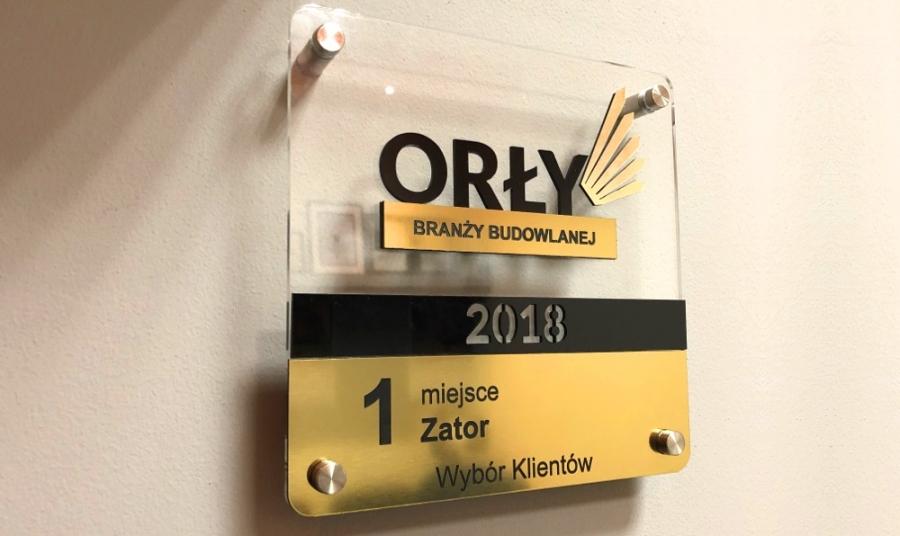 ORŁY
BRANŻY BUDOWLANEJ
2018
1 miejsce
Zator
Wybór Klientów